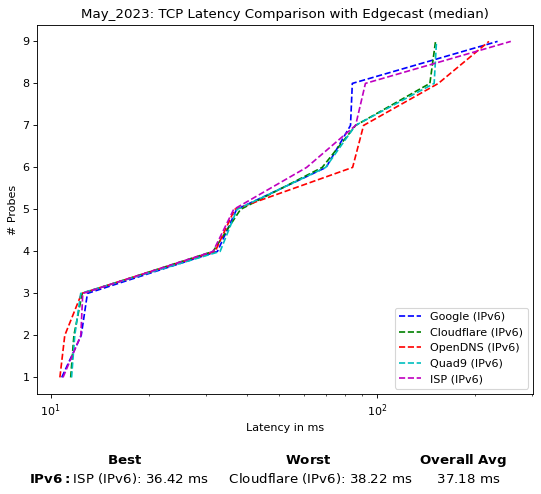 May_2023: TCP Latency Comparison with Edgecast (median)
9
8
7
6
5
4
3
2
1
# Probes
Google (IPv6)
Cloudflare (IPv6)
OpenDNS (IPv6)
Quad9 (IPv6)
ISP (IPv6)
10¹ 10²
Latency in ms
Best Worst Overall Avg
IPv6: ISP (IPv6): 36.42 ms Cloudflare (IPv6): 38.22 ms 37.18 ms